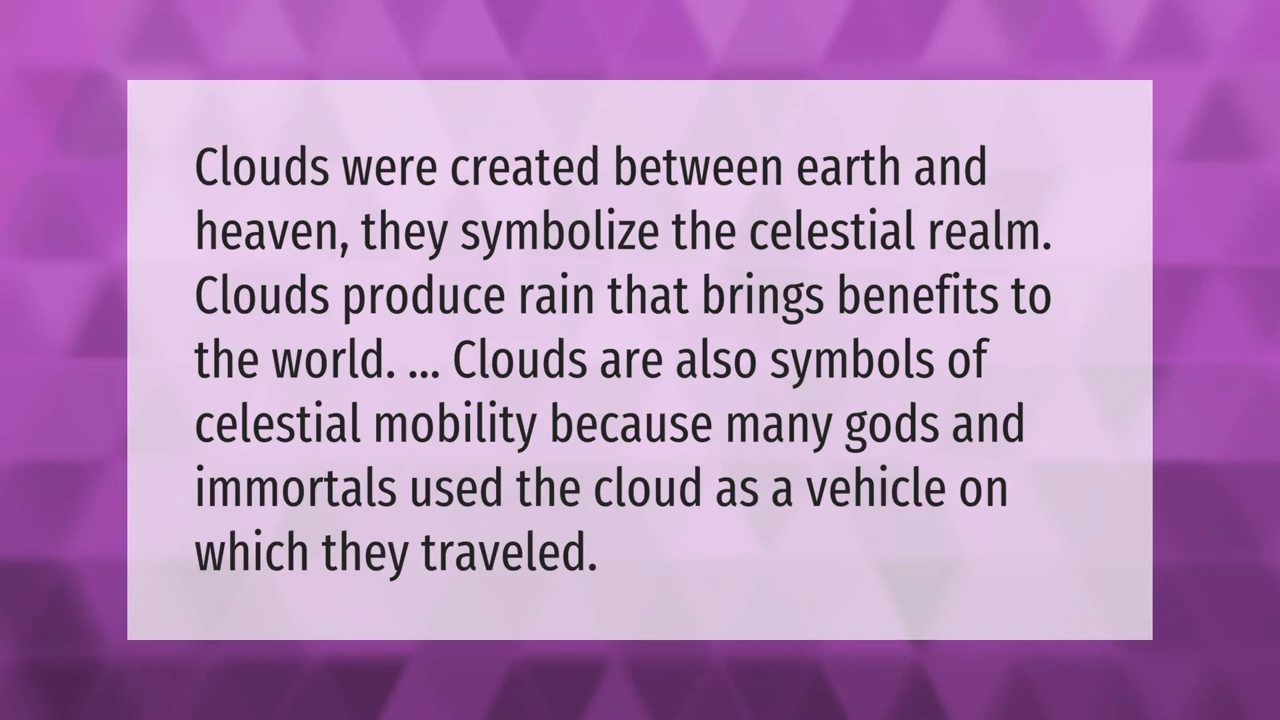 Clouds were created between earth and
heaven, they symbolize the celestial realm.
Clouds produce rain that brings benefits to
the world. ... Clouds are also symbols of
celestial mobility because many gods and
immortals used the cloud as a vehicle on
which they traveled.